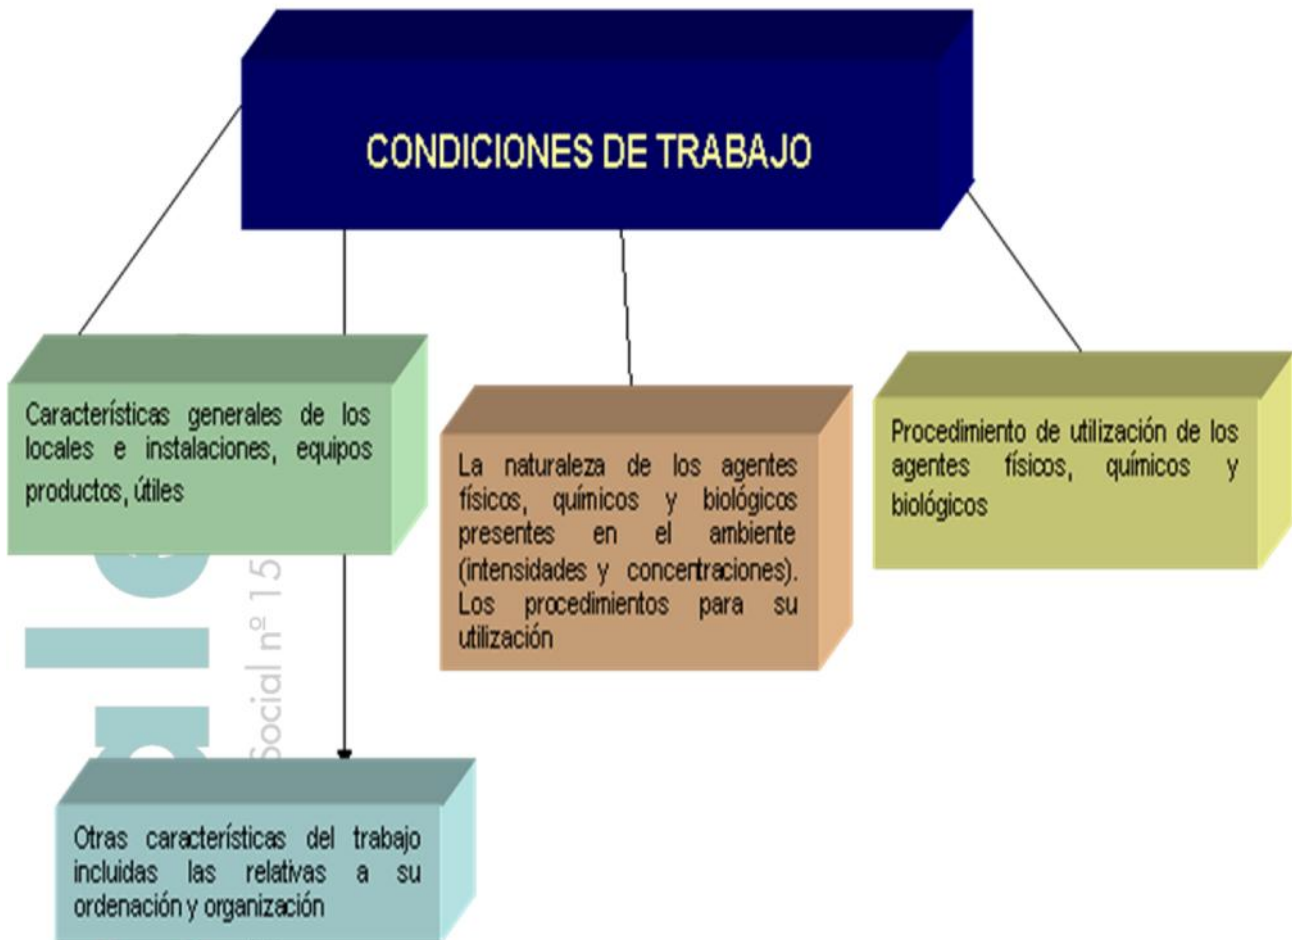 CONDICIONES DE TRABAJO
Características generales de los
locales e instalaciones, equipos
productos, útiles
La naturaleza de los agentes
físicos, químicos y biológicos
presentes en el ambiente
(intensidades y concentraciones).
Los procedimientos para su
utilización
Procedimiento de utilización de los
agentes físicos, químicos y
biológicos
Social nº 15
Otras características del trabajo
incluidas las relativas a su
ordenación y organización